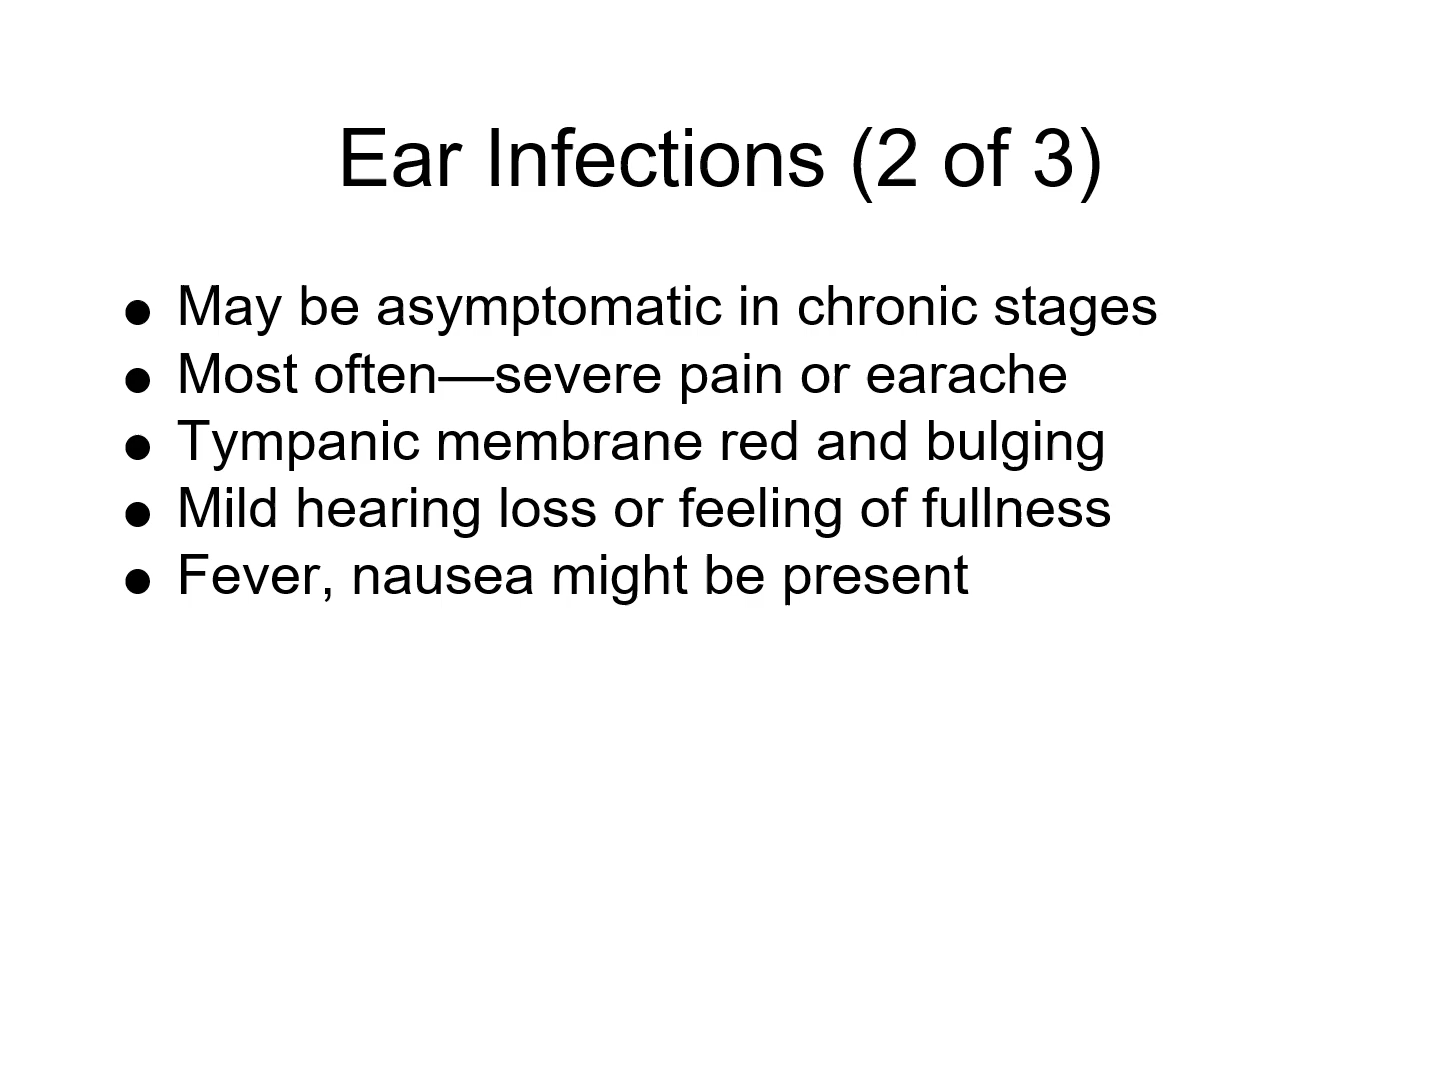 Ear Infections (2 of 3)
● May be asymptomatic in chronic stages
● Most often—severe pain or earache
● Tympanic membrane red and bulging
● Mild hearing loss or feeling of fullness
● Fever, nausea might be present